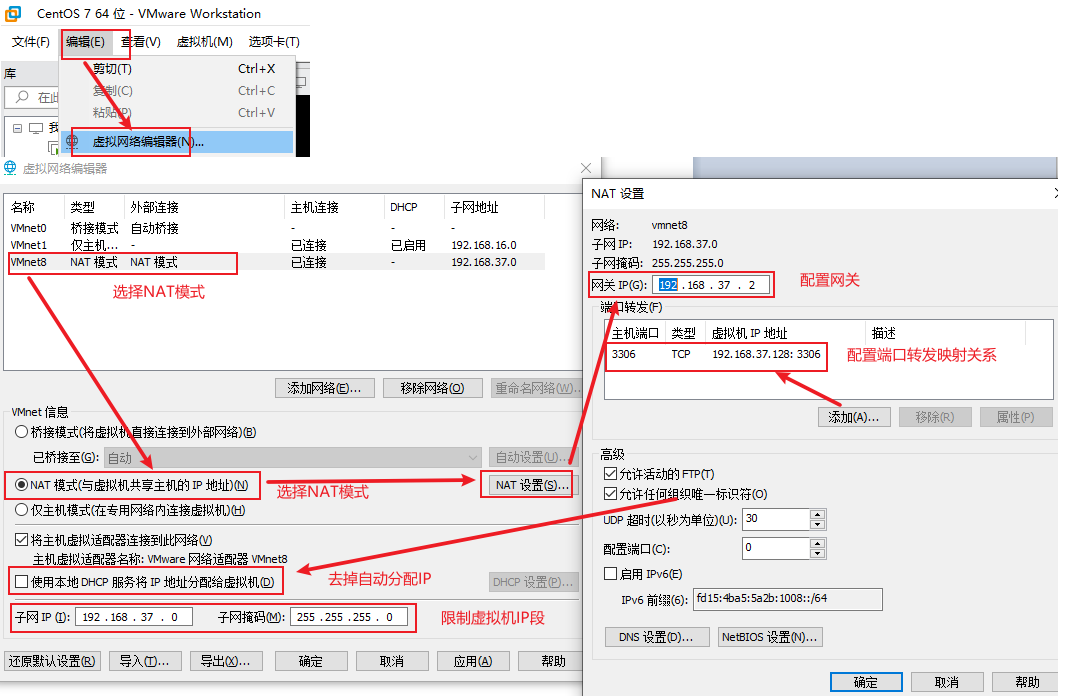 CentOS 7 64 位 - VMware Workstation
文件(F) 编辑(E) 查看(V) 虚拟机(M) 选项卡(T)
库
剪切(T) Ctrl+X
复制(C) Ctrl+C
在此
粘贴(P) Ctrl+V
我
虚拟网络编辑器(N)...
虚拟网络编辑器
名称 类型 外部连接 主机连接 DHCP 子网地址
VMnet0 桥接模式 自动桥接 - - -
VMnet1 仅主机... - 已连接 已启用 192.168.16.0
VMnet8 NAT 模式 NAT 模式 已连接 - 192.168.37.0
选择NAT模式
添加网络(E)... 移除网络(O) 重命名网络(W)...
VMnet 信息
桥接模式(将虚拟机直接连接到外部网络)(B)
已桥接至(G): 自动 自动设置(U)...
NAT 模式(与虚拟机共享主机的 IP 地址)(N) 选择NAT模式 NAT 设置(S)...
仅主机模式(在专用网络内连接虚拟机)(H)
将主机虚拟适配器连接到此网络(V)
主机虚拟适配器名称: VMware 网络适配器 VMnet8
去掉自动分配IP
使用本地 DHCP 服务将 IP 地址分配给虚拟机(D) DHCP 设置(P)...
子网 IP (I): 192 . 168 . 37 . 0 子网掩码(M): 255 . 255 . 255 . 0 限制虚拟机IP段
还原默认设置(R) 导入(T)... 导出(X)... 确定 取消 应用(A) 帮助
NAT 设置
网络: vmnet8
子网 IP: 192.168.37.0
子网掩码: 255.255.255.0
网关 IP(G): 192 . 168 . 37 . 2 配置网关
端口转发(F)
主机端口 类型 虚拟机 IP 地址 描述
3306 TCP 192.168.37.128: 3306 配置端口转发映射关系
添加(A)... 移除(R) 属性(P)
高级
允许活动的 FTP(T)
允许任何组织唯一标识符(O)
UDP 超时(以秒为单位)(U): 30
配置端口(C): 0
启用 IPv6(E)
IPv6 前缀(6): fd15:4ba5:5a2b:1008::/64
DNS 设置(D)... NetBIOS 设置(N)...
确定 取消 帮助